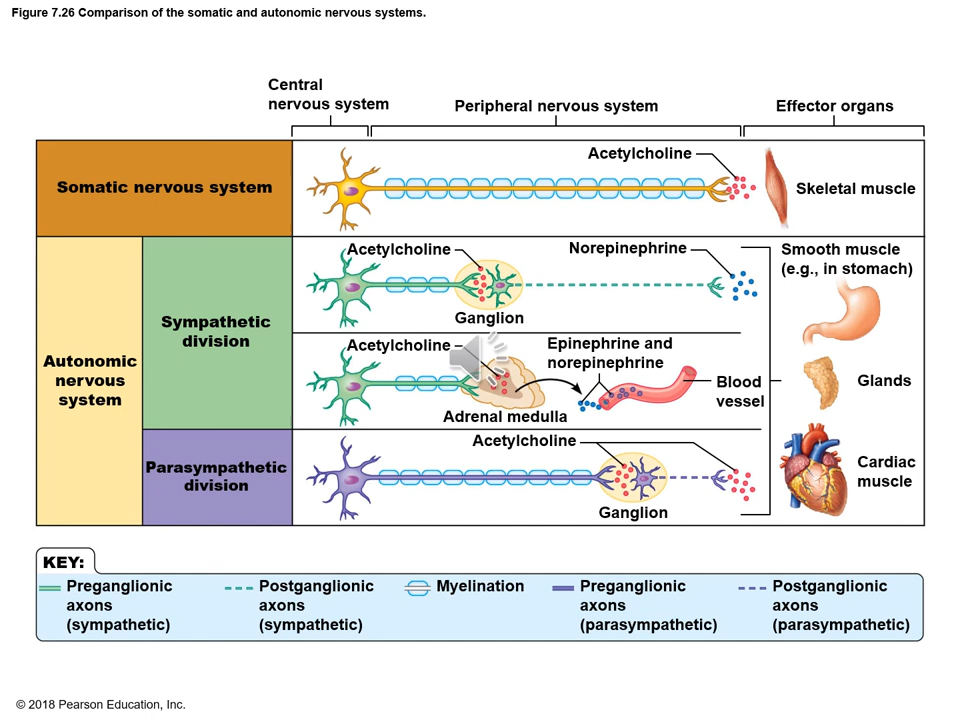 Figure 7.26 Comparison of the somatic and autonomic nervous systems.
Central
nervous system
Peripheral nervous system
Effector organs
Somatic nervous system
Acetylcholine
Skeletal muscle
Autonomic
nervous
system
Sympathetic
division
Acetylcholine
Norepinephrine
Ganglion
Smooth muscle
(e.g., in stomach)
Acetylcholine
Epinephrine and
norepinephrine
Adrenal medulla
Blood
vessel
Glands
Parasympathetic
division
Acetylcholine
Ganglion
Cardiac
muscle
KEY:
Preganglionic
axons
(sympathetic)
Postganglionic
axons
(sympathetic)
Myelination
Preganglionic
axons
(parasympathetic)
Postganglionic
axons
(parasympathetic)
© 2018 Pearson Education, Inc.